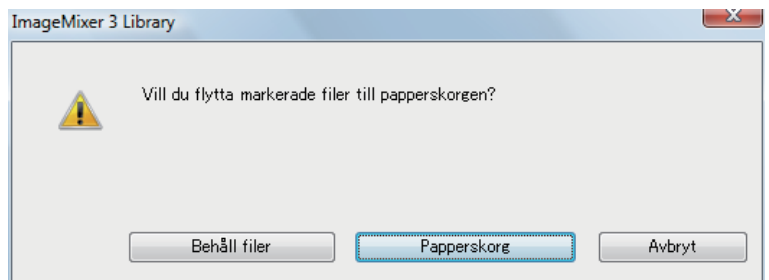 ImageMixer 3 Library
Vill du flytta markerade filer till papperskorgen?
Behåll filer
Papperskorg
Avbryt